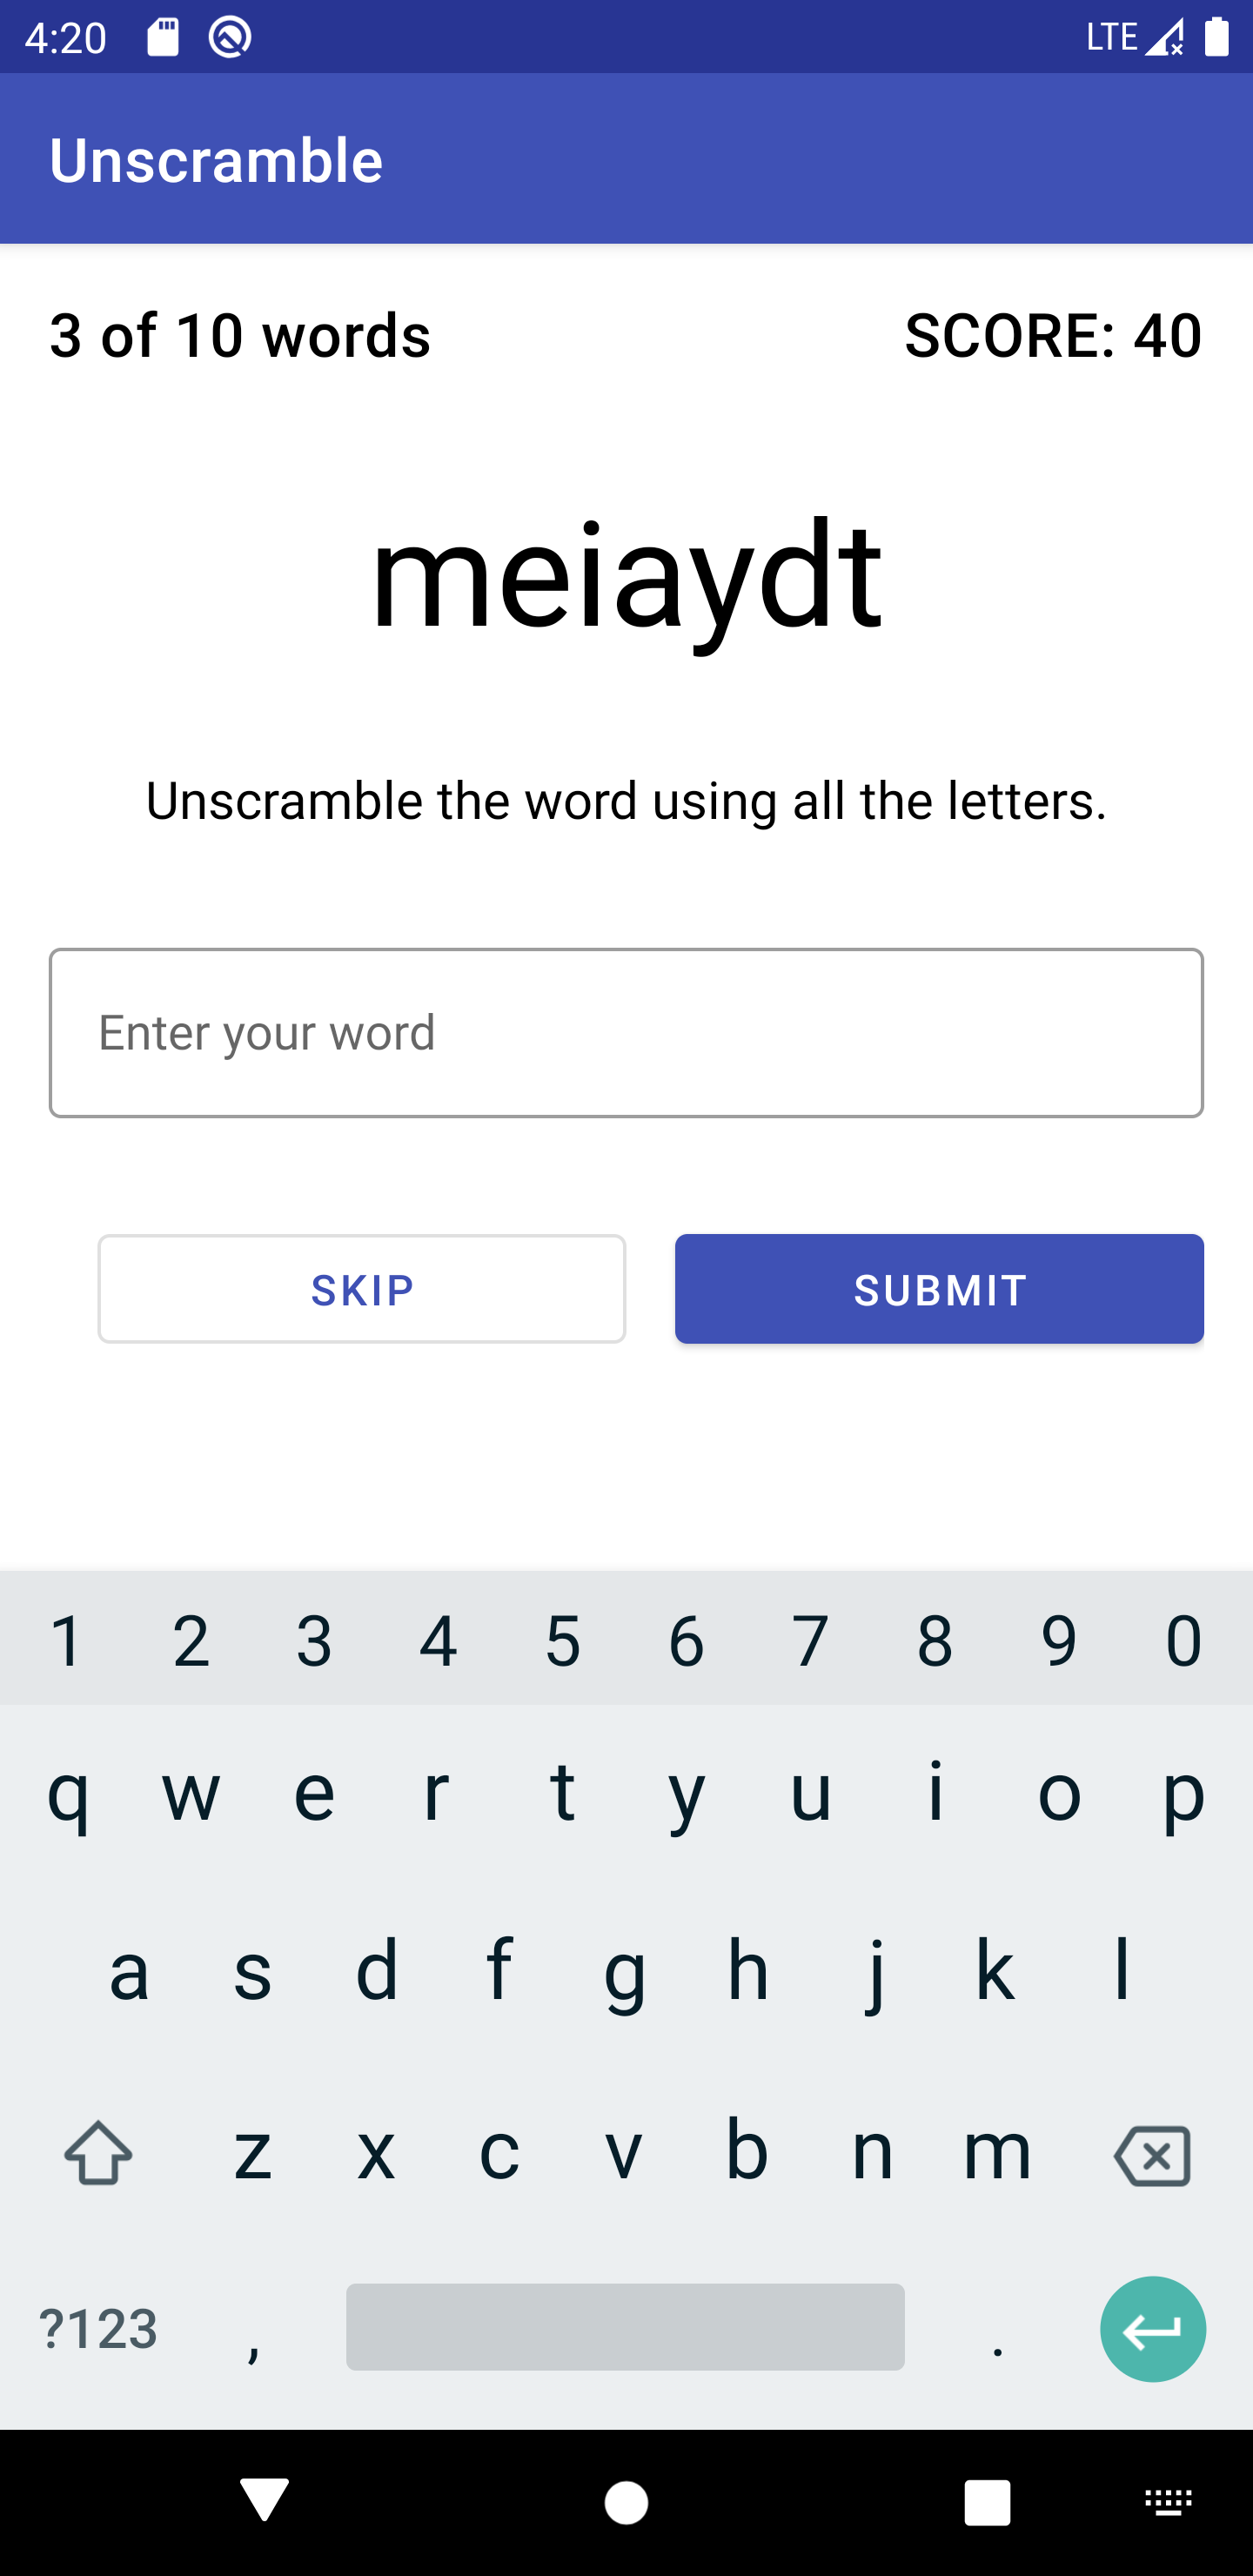 4:20 LTE
Unscramble
3 of 10 words SCORE: 40
meiaydt
Unscramble the word using all the letters.
Enter your word
SKIP SUBMIT
1 2 3 4 5 6 7 8 9 0
q w e r t y u i o p
a s d f g h j k l
z x c v b n m
?123 , .